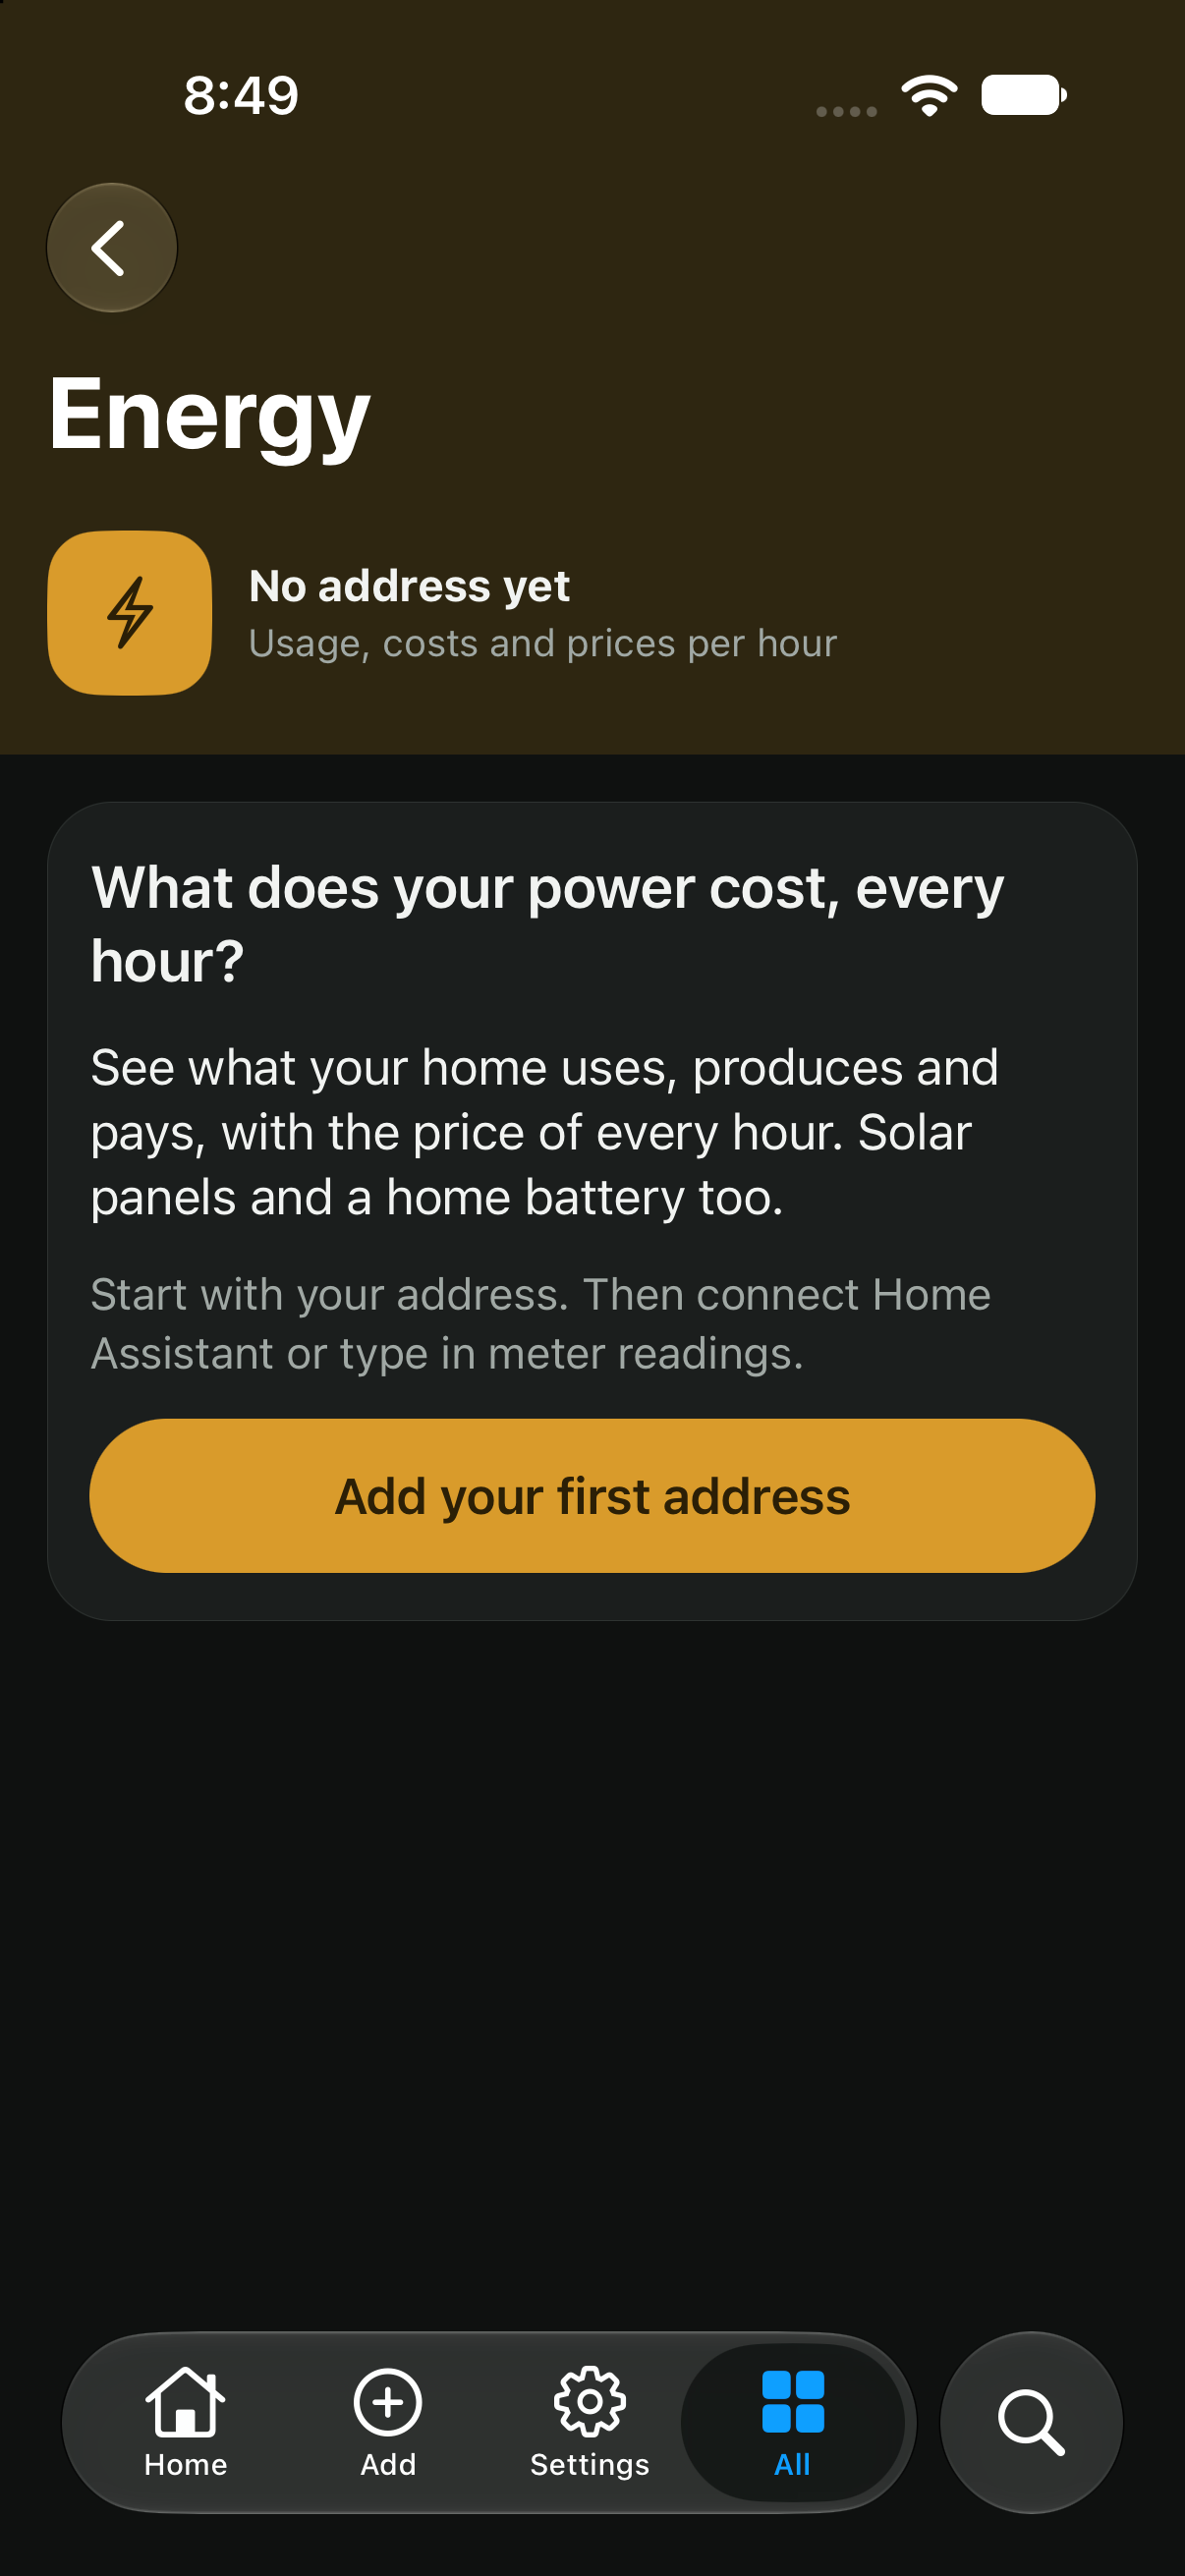 8:49
Energy
No address yet
Usage, costs and prices per hour
What does your power cost, every
hour?
See what your home uses, produces and
pays, with the price of every hour. Solar
panels and a home battery too.
Start with your address. Then connect Home
Assistant or type in meter readings.
Add your first address
Home
Add
Settings
All